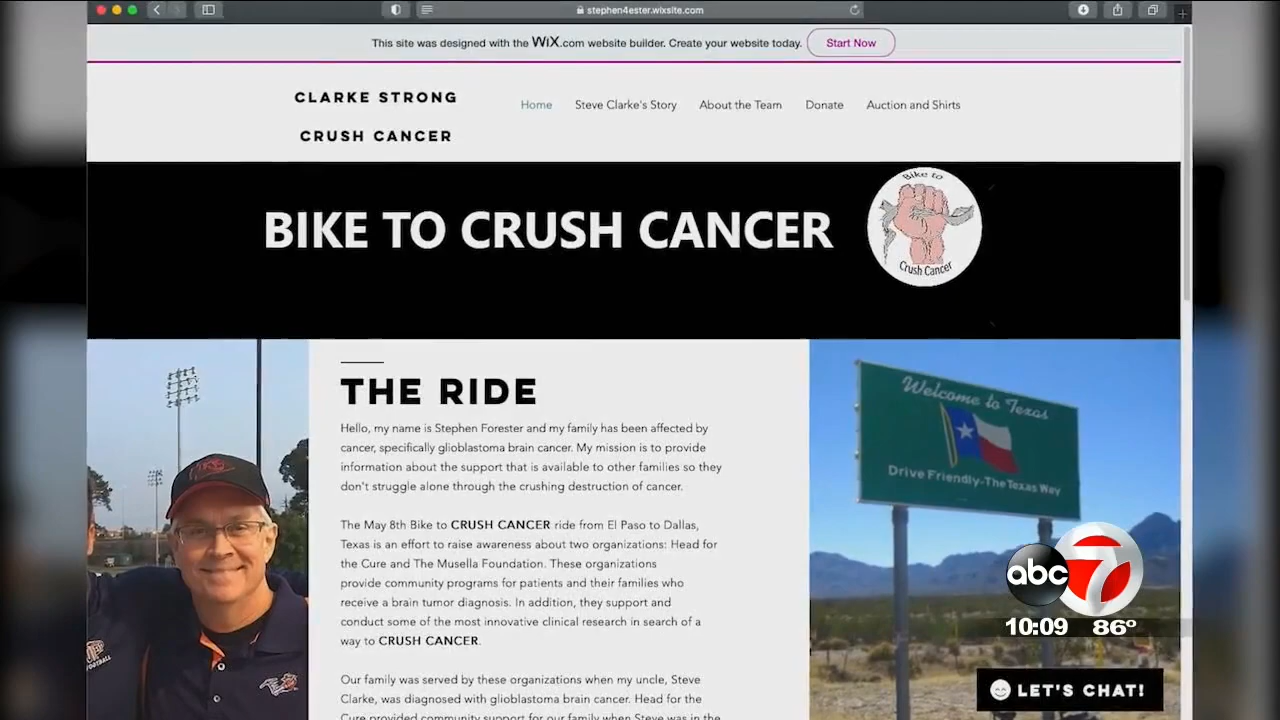 stephen4ester.wixsite.com
This site was designed with the WiX.com website builder. Create your website today. Start Now
CLARKE STRONG
CRUSH CANCER
Home Steve Clarke's Story About the Team Donate Auction and Shirts
BIKE TO CRUSH CANCER
Bike to
Crush Cancer
THE RIDE
Hello, my name is Stephen Forester and my family has been affected by
cancer, specifically glioblastoma brain cancer. My mission is to provide
information about the support that is available to other families so they
don't struggle alone through the crushing destruction of cancer.
The May 8th Bike to CRUSH CANCER ride from El Paso to Dallas,
Texas is an effort to raise awareness about two organizations: Head for
the Cure and The Musella Foundation. These organizations
provide community programs for patients and their families who
receive a brain tumor diagnosis. In addition, they support and
conduct some of the most innovative clinical research in search of a
way to CRUSH CANCER.
Our family was served by these organizations when my uncle, Steve
Clarke, was diagnosed with glioblastoma brain cancer. Head for the
Cure provided community support for our family when Steve was in the
Welcome to Texas
Drive Friendly-The Texas Way
abc 7
10:09 86°
LET'S CHAT!